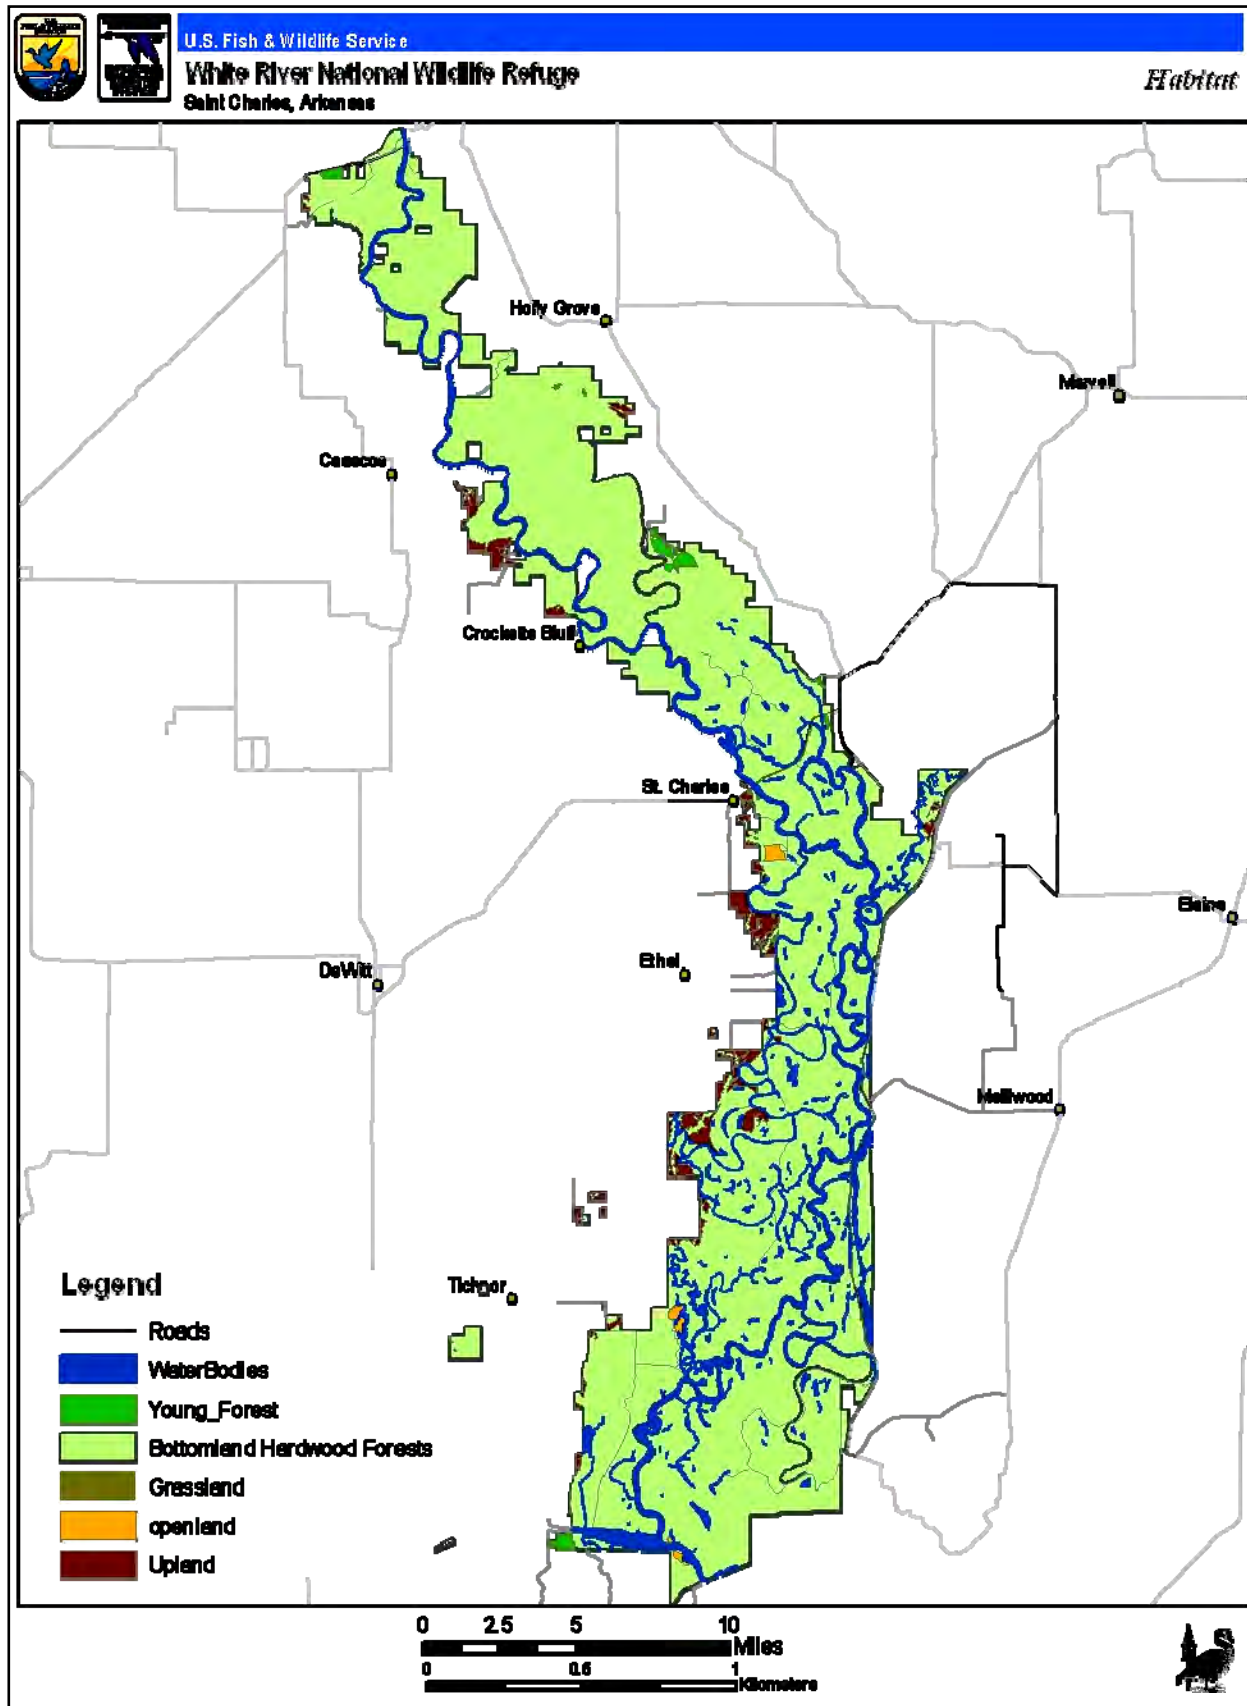 U.S. Fish & Wildlife Service
White River National Wildlife Refuge
Saint Charles, Arkansas
Habitat
Holly Grove
Marvell
Casscoe
Crocketts Bluff
St. Charles
Elaine
Ethel
DeWitt
Mellwood
Tichnor
Legend
Roads
WaterBodies
Young_Forest
Bottomland Hardwood Forests
Grassland
openland
Upland
0 2.5 5 10
Miles
0 0.5 1
Kilometers